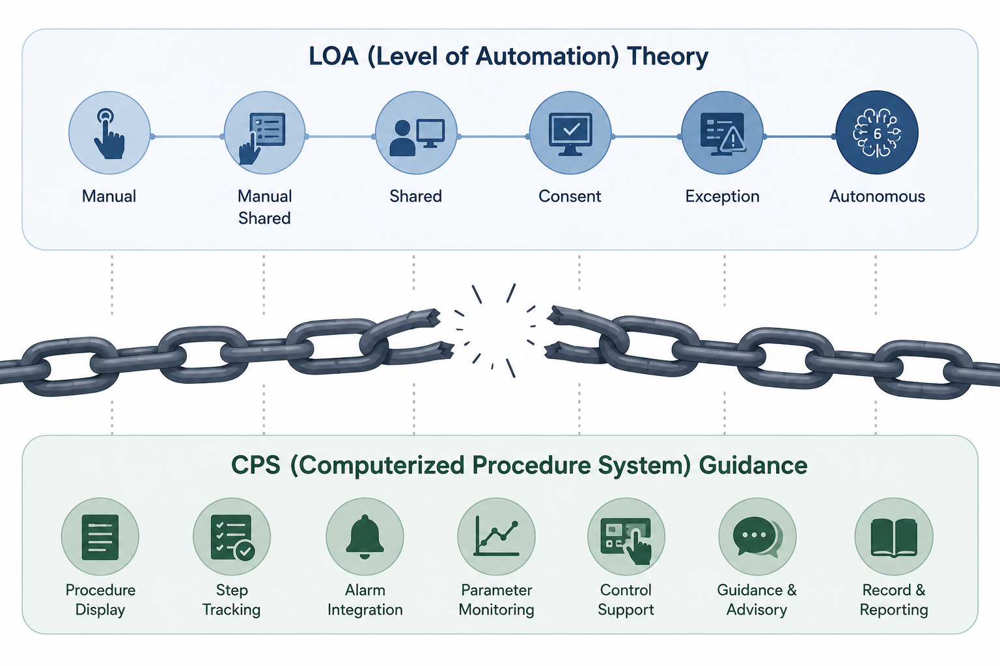 LOA (Level of Automation) Theory
6
Manual
Manual
Shared
Shared
Consent
Exception
Autonomous
CPS (Computerized Procedure System) Guidance
Procedure
Display
Step
Tracking
Alarm
Integration
Parameter
Monitoring
Control
Support
Guidance &
Advisory
Record &
Reporting